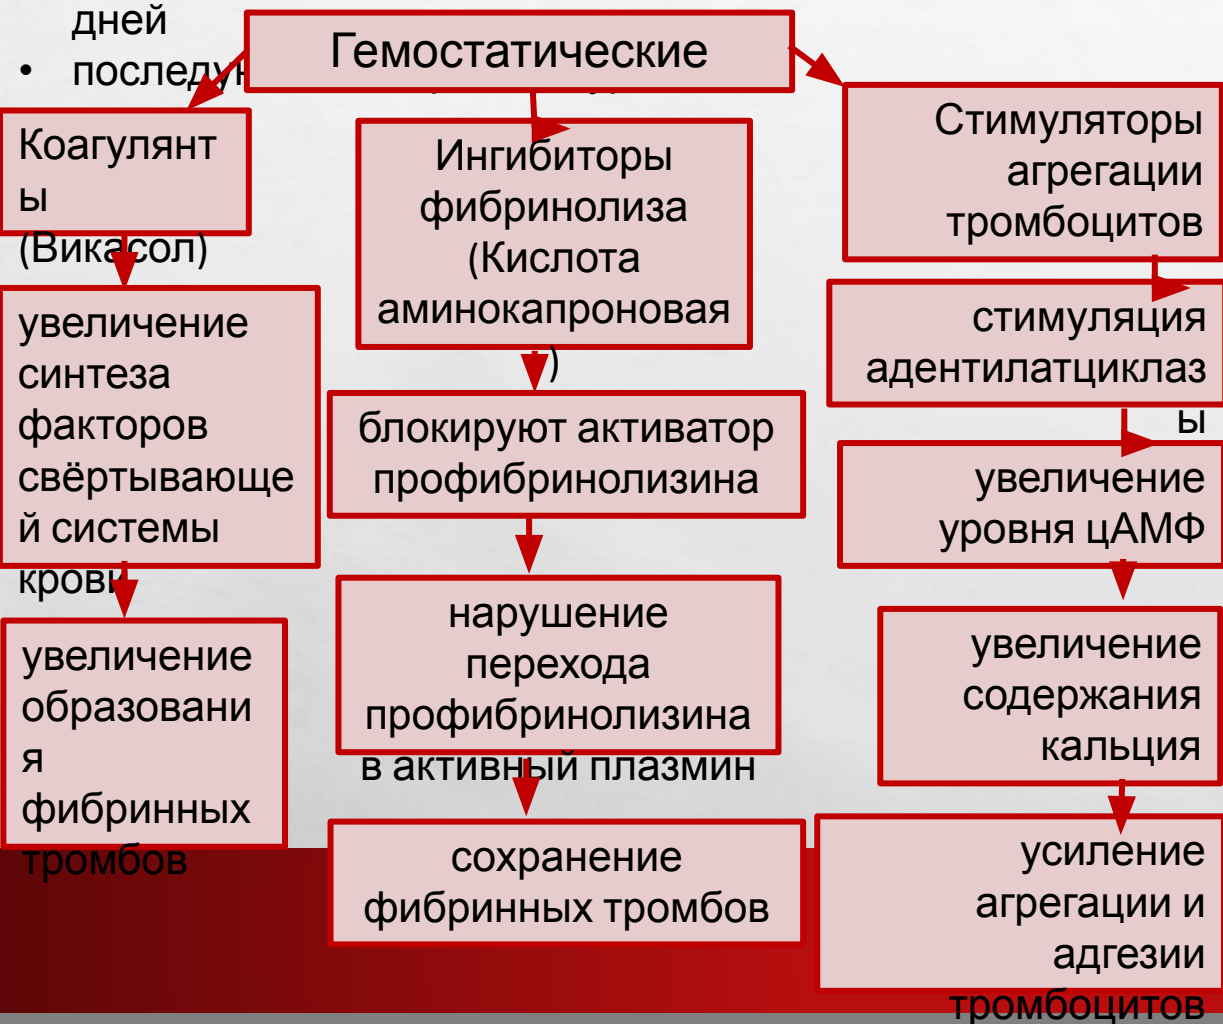 дней
• последую
Гемостатические
Коагулянт
ы
(Викасол)
увеличение
синтеза
факторов
свёртывающе
й системы
крови
увеличение
образовани
я
фибринных
тромбов
Ингибиторы
фибринолиза
(Кислота
аминокапроновая
)
блокируют активатор
профибринолизина
нарушение
перехода
профибринолизина
в активный плазмин
сохранение
фибринных тромбов
Стимуляторы
агрегации
тромбоцитов
стимуляция
адентилатциклаз
ы
увеличение
уровня цАМФ
увеличение
содержания
кальция
усиление
агрегации и
адгезии
тромбоцитов